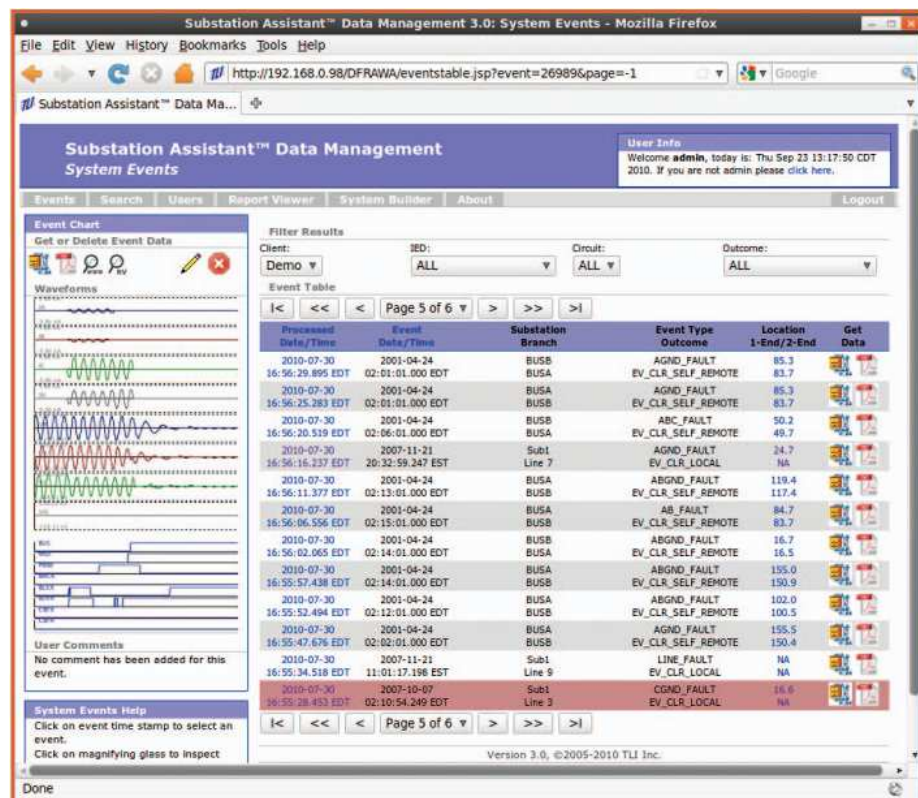 Substation Assistant™ Data Management 3.0: System Events - Mozilla Firefox
File Edit View History Bookmarks Tools Help
http://192.168.0.98/DFRAWA/eventstable.jsp?event=26989&page=-1
Google
Substation Assistant™ Data Ma...
Substation Assistant™ Data Management
System Events
User Info
Welcome admin, today is: Thu Sep 23 13:17:50 CDT
2010. If you are not admin please click here.
Events Search Users Report Viewer System Builder About Logout
Event Chart
Get or Delete Event Data
Waveforms
User Comments
No comment has been added for this
event.
System Events Help
Click on event time stamp to select an
event.
Click on magnifying glass to inspect
Filter Results
Client: IED: Circuit: Outcome:
Demo ALL ALL ALL
Event Table
|< << < Page 5 of 6 > >> >|
Processed Event Substation Event Type Location Get
Date/Time Date/Time Branch Outcome 1-End/2-End Data
2010-07-30 2001-04-24 BUSB AGND_FAULT 85.3
16:56:29.895 EDT 02:01:01.000 EDT BUSA EV_CLR_SELF_REMOTE 83.7
2010-07-30 2001-04-24 BUSA AGND_FAULT 85.3
16:56:25.283 EDT 02:01:01.000 EDT BUSB EV_CLR_SELF_REMOTE 83.7
2010-07-30 2001-04-24 BUSB ABC_FAULT 50.2
16:56:20.519 EDT 02:06:01.000 EDT BUSA EV_CLR_SELF_REMOTE 49.7
2010-07-30 2007-11-21 Sub1 AGND_FAULT 24.7
16:56:16.237 EDT 20:32:59.247 EST Line 7 EV_CLR_LOCAL NA
2010-07-30 2001-04-24 BUSA ABGND_FAULT 119.4
16:56:11.377 EDT 02:13:01.000 EDT BUSB EV_CLR_SELF_REMOTE 117.4
2010-07-30 2001-04-24 BUSA AB_FAULT 84.7
16:56:06.556 EDT 02:15:01.000 EDT BUSB EV_CLR_SELF_REMOTE 83.7
2010-07-30 2001-04-24 BUSB ABGND_FAULT 16.7
16:56:02.065 EDT 02:14:01.000 EDT BUSA EV_CLR_SELF_REMOTE 16.5
2010-07-30 2001-04-24 BUSA ABGND_FAULT 155.0
16:55:57.438 EDT 02:14:01.000 EDT BUSB EV_CLR_SELF_REMOTE 150.9
2010-07-30 2001-04-24 BUSA ABGND_FAULT 102.0
16:55:52.494 EDT 02:12:01.000 EDT BUSB EV_CLR_SELF_REMOTE 100.5
2010-07-30 2001-04-24 BUSA AGND_FAULT 155.5
16:55:47.676 EDT 02:02:01.000 EDT BUSB EV_CLR_SELF_REMOTE 150.4
2010-07-30 2007-11-21 Sub1 LINE_FAULT NA
16:55:34.518 EDT 11:01:17.198 EST Line 9 EV_CLR_LOCAL NA
2010-07-30 2007-10-07 Sub1 CGND_FAULT 16.6
16:55:28.453 EDT 02:10:54.249 EDT Line 3 EV_CLR_LOCAL NA
|< << < Page 5 of 6 > >> >|
Version 3.0, ©2005-2010 TLI Inc.
Done